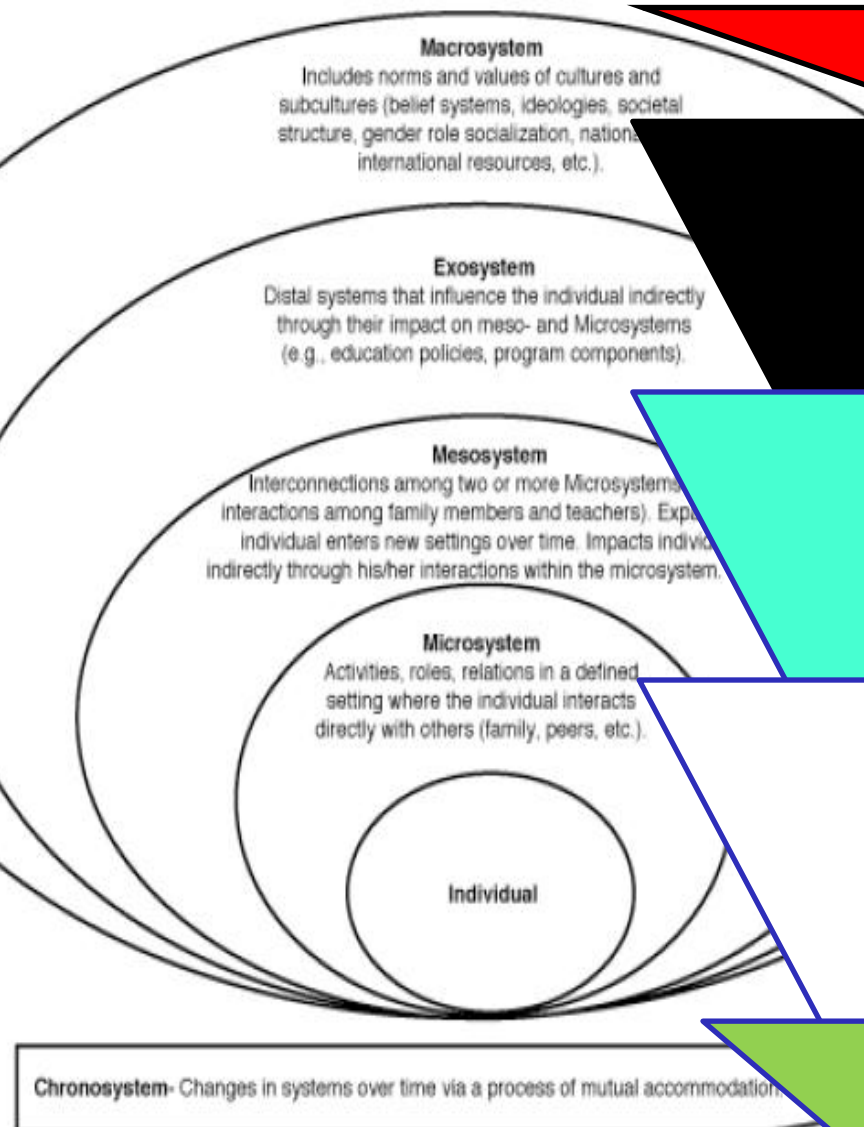 Macrosystem
Includes norms and values of cultures and
subcultures (belief systems, ideologies, societal
structure, gender role socialization,
international resources, etc.).
Exosystem
Distal systems that influence the individual indirectly
through their impact on meso- and Microsystems
(e.g., education policies, program components).
Mesosystem
Interconnections among two or more Microsystems
interactions among family members and teachers).
individual enters new settings over time. Impacts
indirectly through his/her interactions within the microsystem.
Microsystem
Activities, roles, relations in a defined
setting where the individual interacts
directly with others (family, peers, etc.).
Individual
Chronosystem- Changes in systems over time via a process of mutual accommodation.